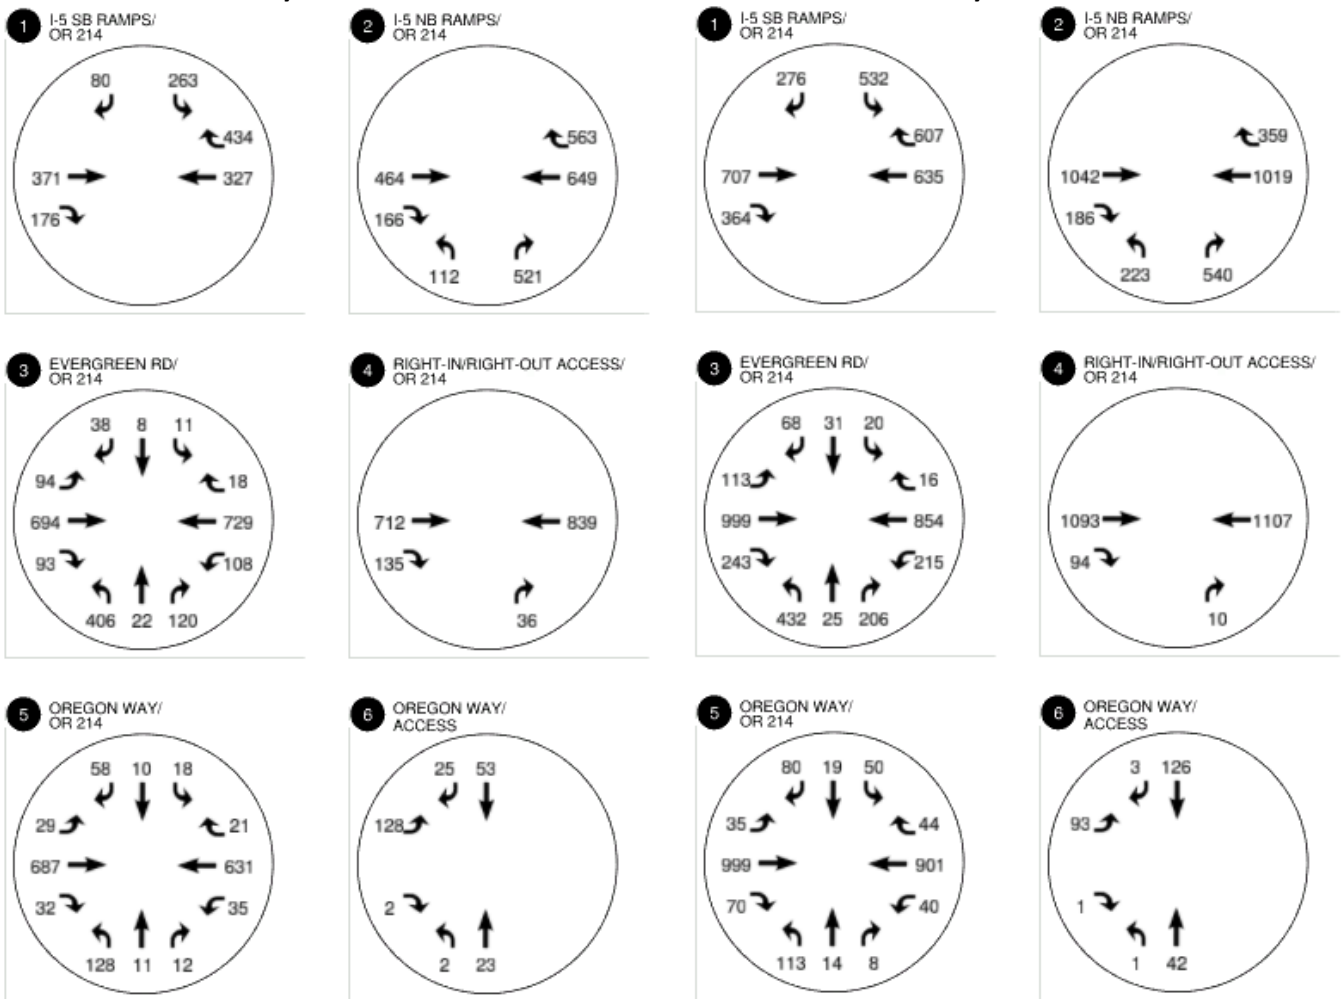 1 I-5 SB RAMPS/
OR 214
80 263
434
371 327
176
2 I-5 NB RAMPS/
OR 214
563
464 649
166
112 521
1 I-5 SB RAMPS/
OR 214
276 532
607
707 635
364
2 I-5 NB RAMPS/
OR 214
359
1042 1019
186
223 540
3 EVERGREEN RD/
OR 214
38 8 11
94 18
694 729
93 108
406 22 120
4 RIGHT-IN/RIGHT-OUT ACCESS/
OR 214
712 839
135
36
3 EVERGREEN RD/
OR 214
68 31 20
113 16
999 854
243 215
432 25 206
4 RIGHT-IN/RIGHT-OUT ACCESS/
OR 214
1093 1107
94
10
5 OREGON WAY/
OR 214
58 10 18
29 21
687 631
32 35
128 11 12
6 OREGON WAY/
ACCESS
25 53
128
2
2 23
5 OREGON WAY/
OR 214
80 19 50
35 44
999 901
70 40
113 14 8
6 OREGON WAY/
ACCESS
3 126
93
1
1 42